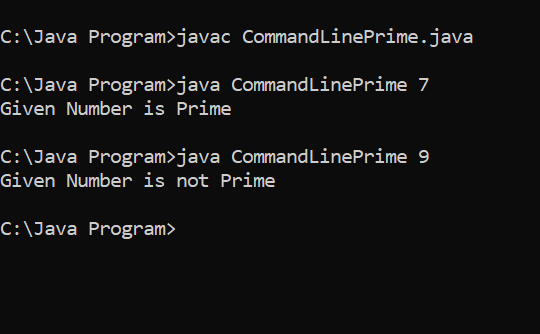 C:\Java Program>javac CommandLinePrime.java
C:\Java Program>java CommandLinePrime 7
Given Number is Prime
C:\Java Program>java CommandLinePrime 9
Given Number is not Prime
C:\Java Program>